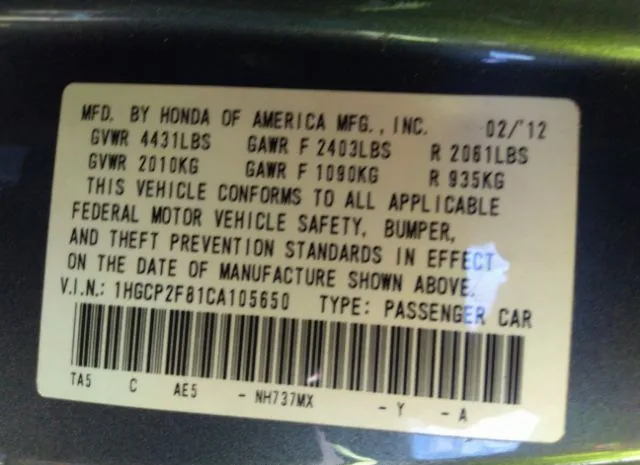 MFD. BY HONDA OF AMERICA MFG., INC. 02/'12
GVWR 4431LBS GAWR F 2403LBS R 2061LBS
GVWR 2010KG GAWR F 1090KG R 935KG
THIS VEHICLE CONFORMS TO ALL APPLICABLE
FEDERAL MOTOR VEHICLE SAFETY, BUMPER,
AND THEFT PREVENTION STANDARDS IN EFFECT
ON THE DATE OF MANUFACTURE SHOWN ABOVE.
V.I.N.: 1HGCP2F81CA105650 TYPE: PASSENGER CAR
TA5 C AE5 - NH737MX - Y - A